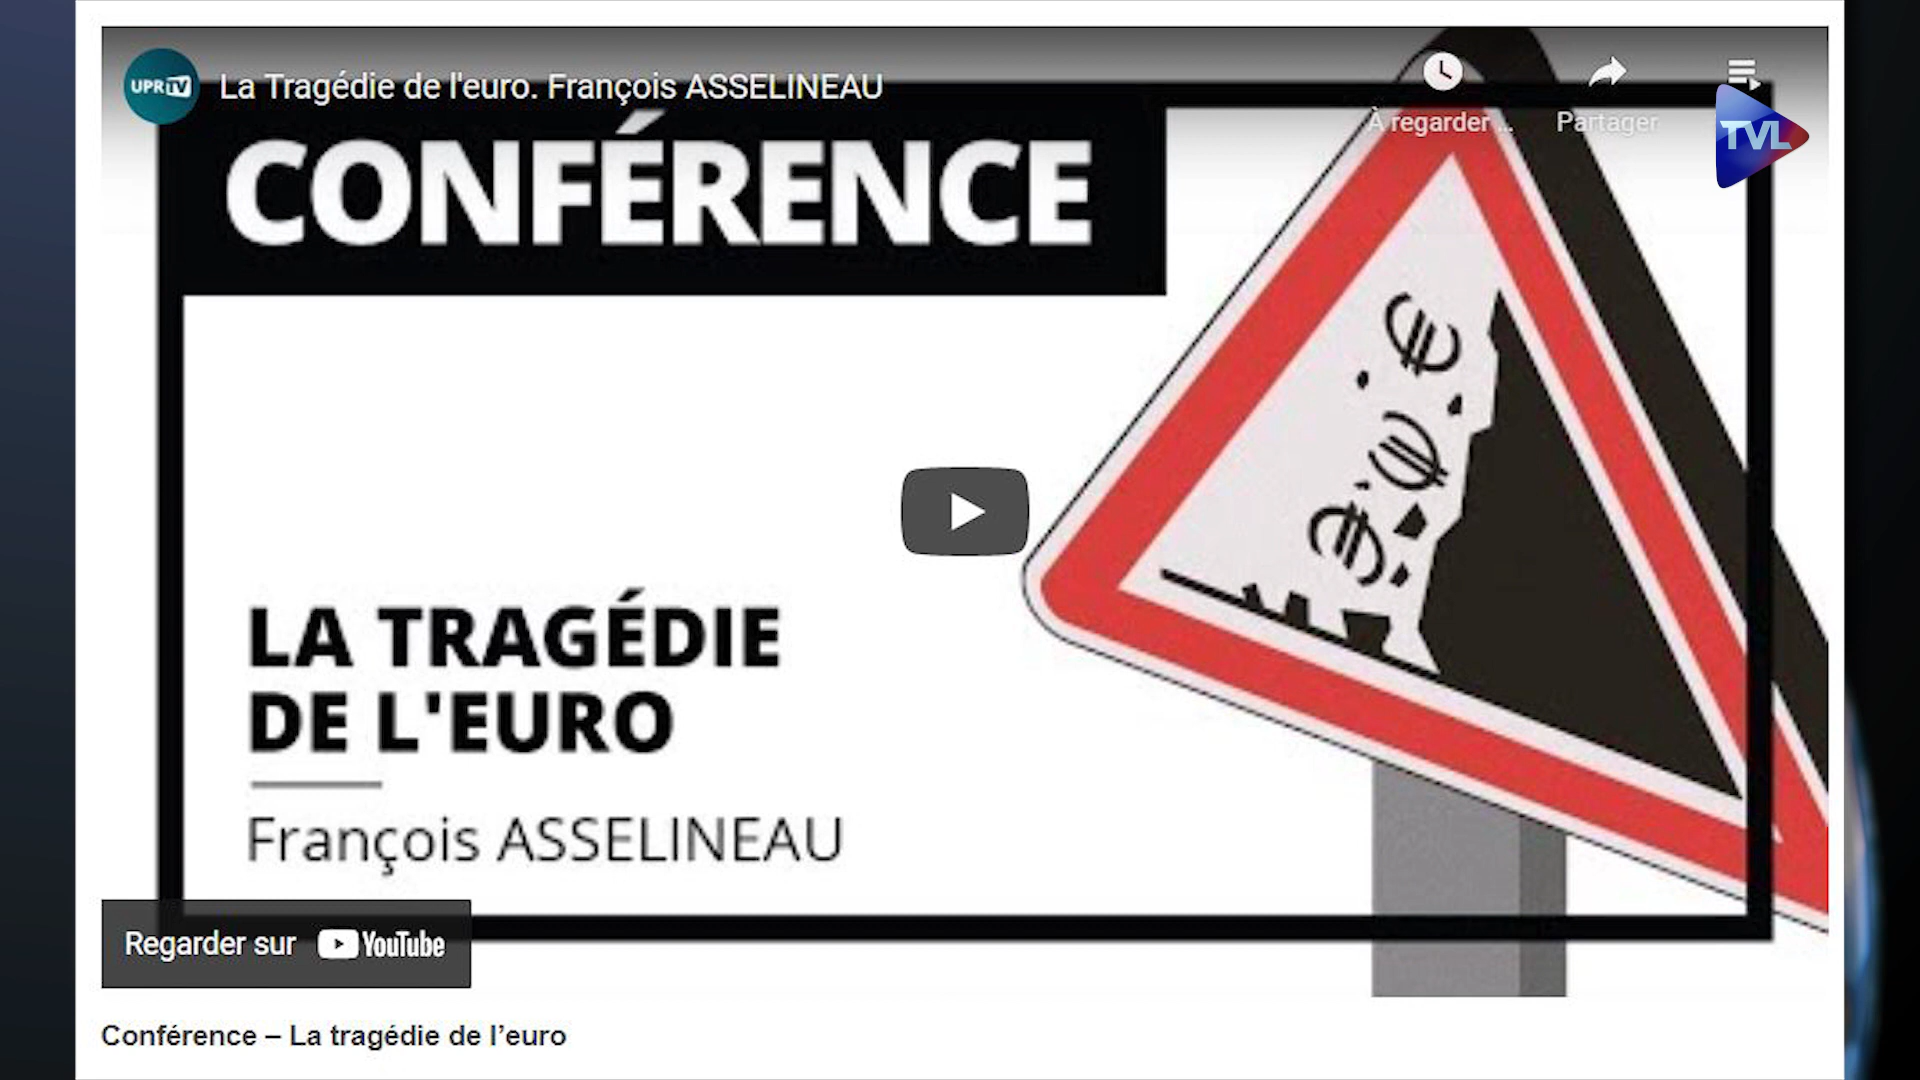 UPR TV
La Tragédie de l'euro. François ASSELINEAU
À regarder ...
Partager
TVL
CONFÉRENCE
€
€
€
LA TRAGÉDIE
DE L'EURO
François ASSELINEAU
Regarder sur YouTube
Conférence – La tragédie de l’euro